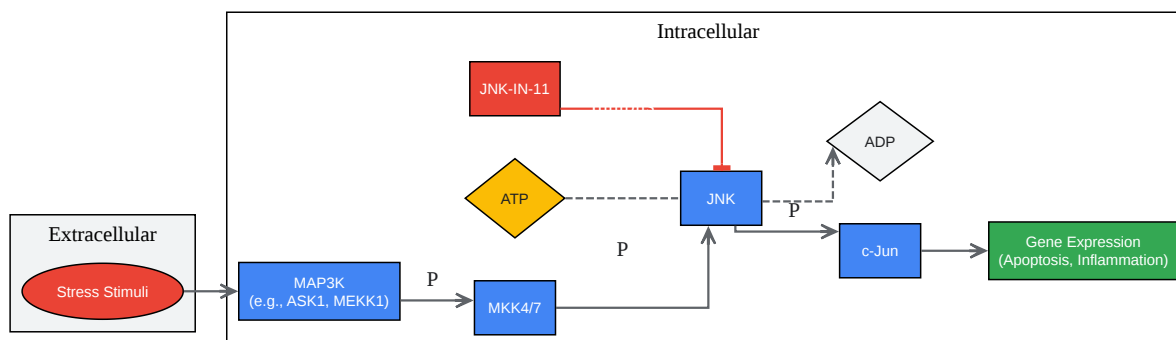 Intracellular
JNK-IN-11
ADP
ATP
JNK
P
Extracellular
P
c-Jun
Gene Expression
(Apoptosis, Inflammation)
Stress Stimuli
MAP3K
(e.g., ASK1, MEKK1)
P
MKK4/7